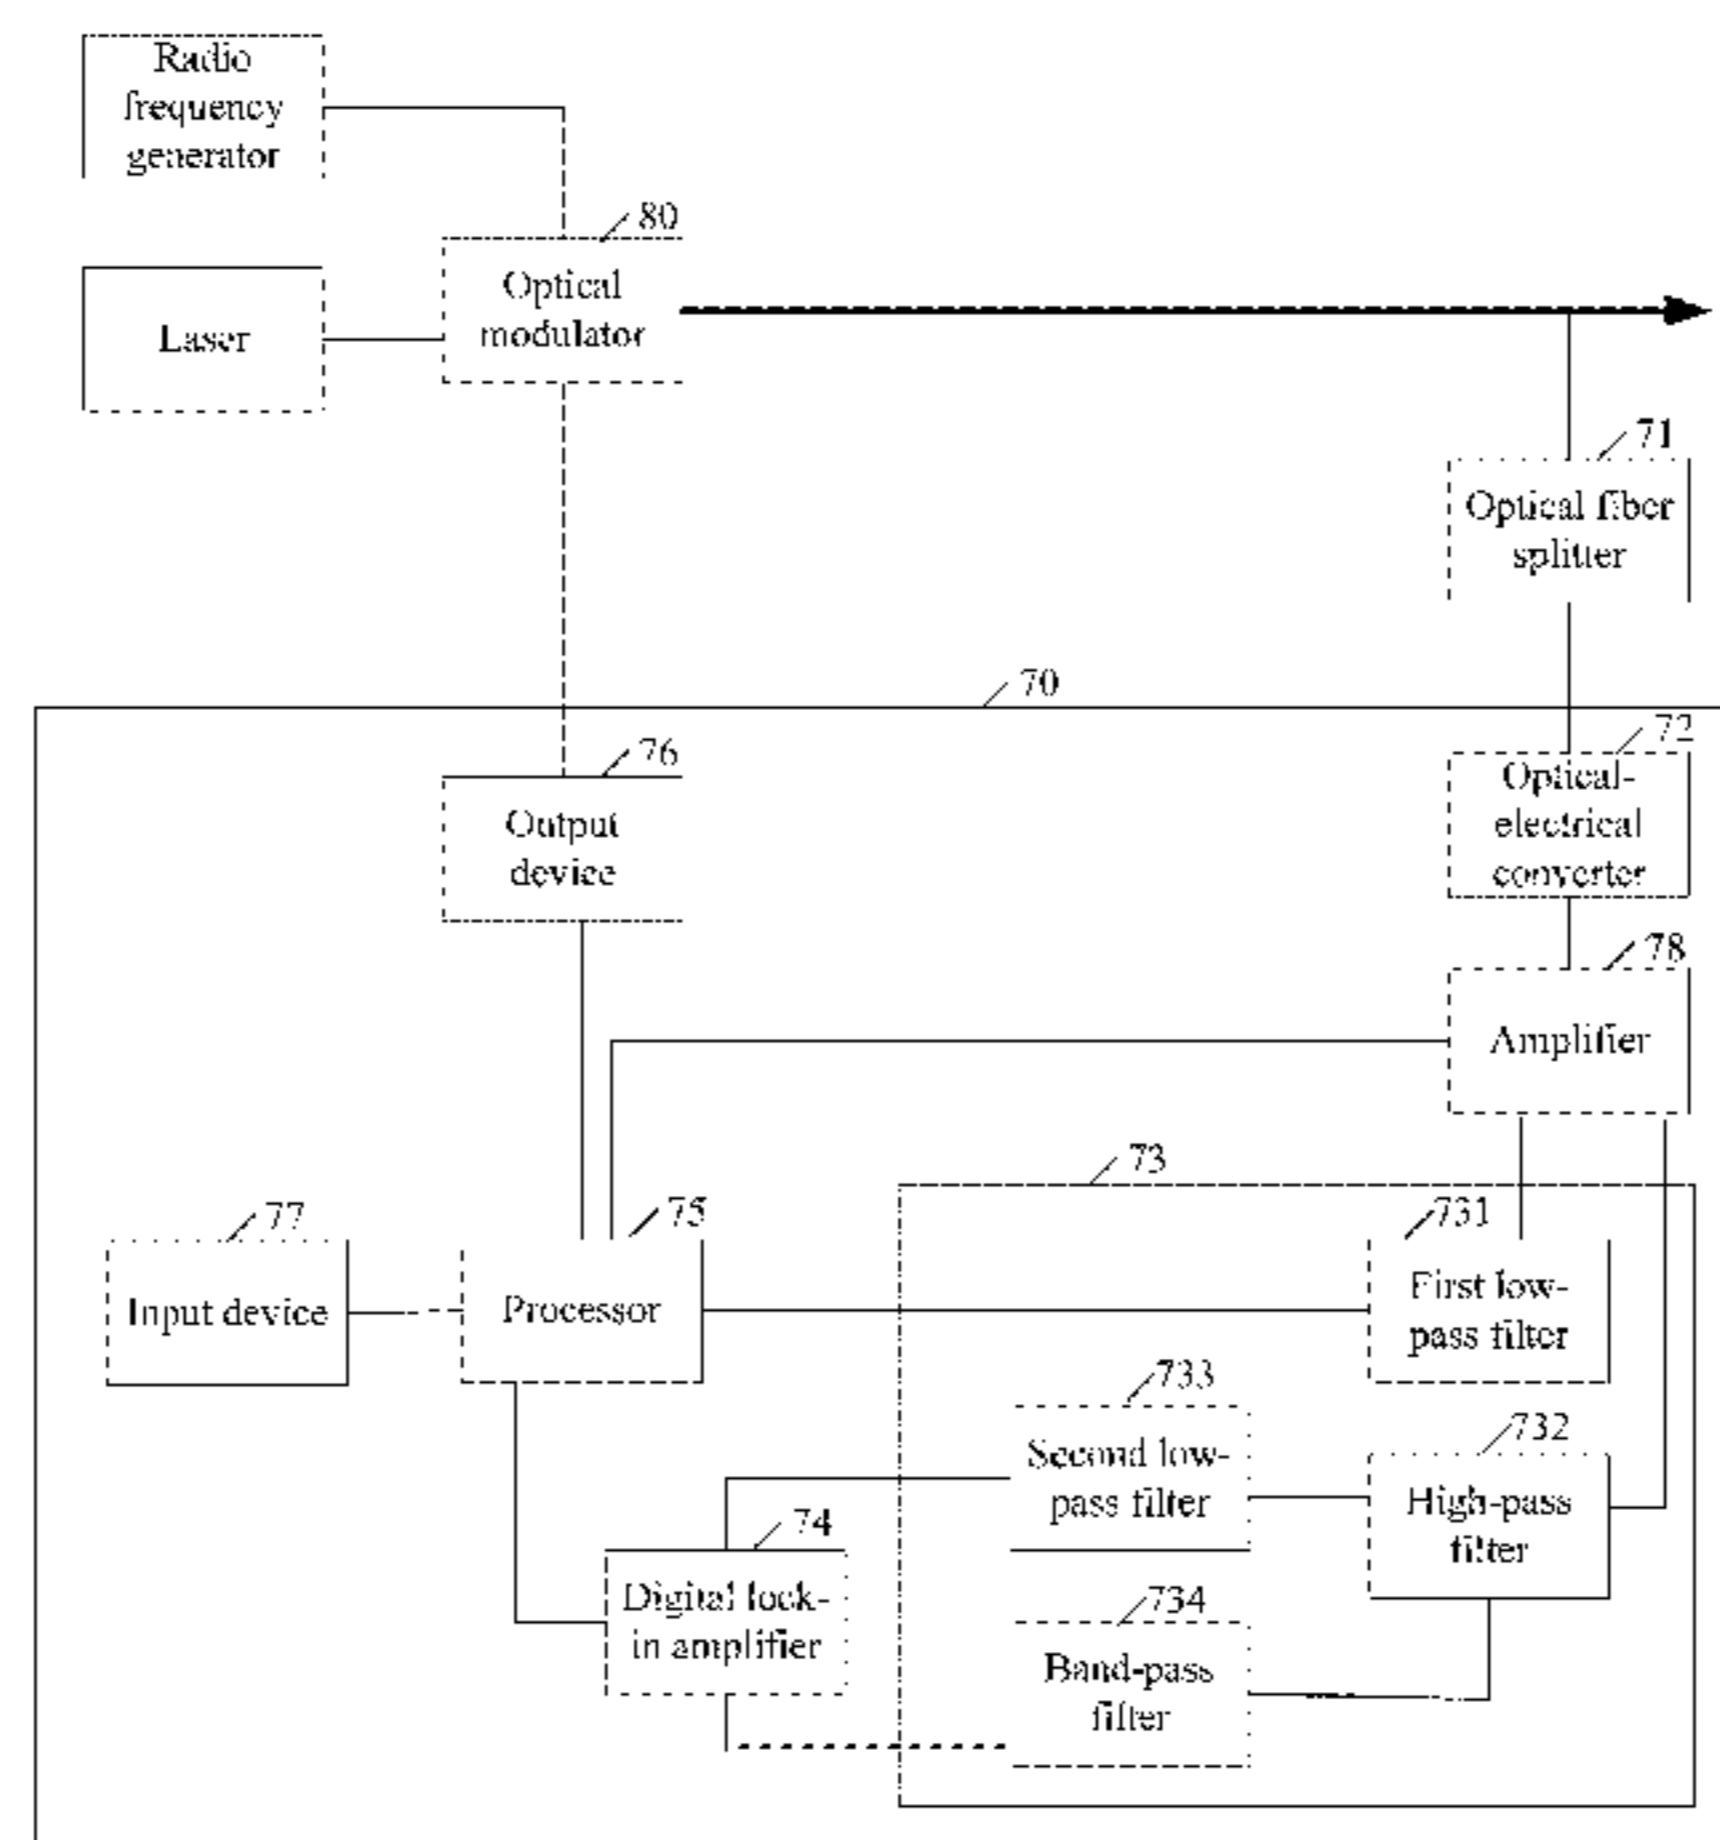 Radio
frequency
generator
80
Optical
modulator
Laser
71
Optical fiber
splitter
70
72
Optical-
electrical
converter
76
Output
device
78
Amplifier
73
77
Input device
75
Processor
731
First low-
pass filter
733
Second low-
pass filter
732
High-pass
filter
74
Digital lock-
in amplifier
734
Band-pass
filter